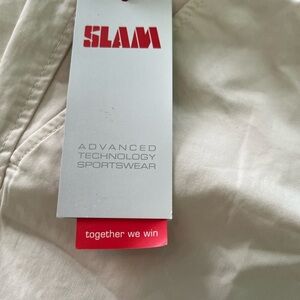 SLAM
ADVANCED
TECHNOLOGY
SPORTSWEAR
together we win